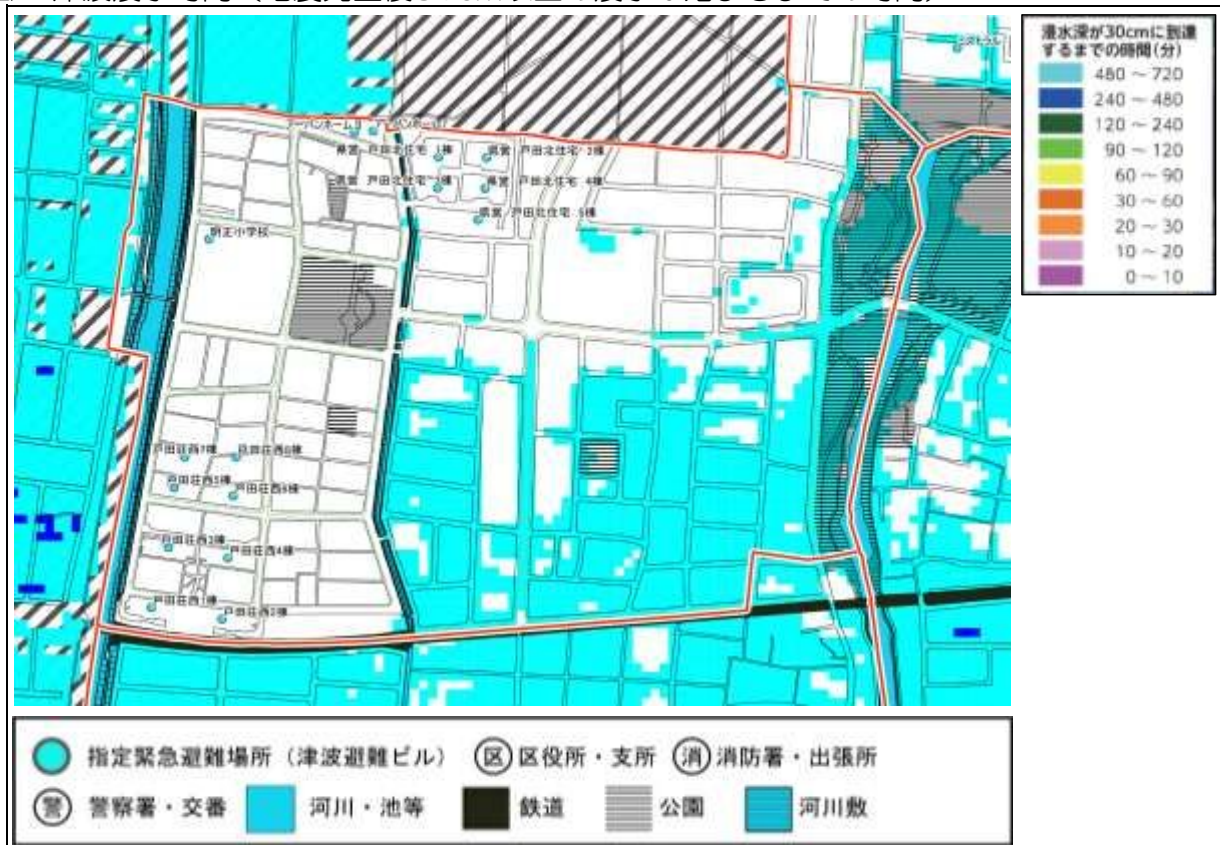 浸水深が30cmに到達
するまでの時間(分)
480 ～ 720
240 ～ 480
120 ～ 240
90 ～ 120
60 ～ 90
30 ～ 60
20 ～ 30
10 ～ 20
0 ～ 10
県営 戸田北住宅 1棟
県営 戸田北住宅 2棟
県営 戸田北住宅 3棟
県営 戸田北住宅 4棟
県営 戸田北住宅 5棟
明正小学校
戸田荘西7棟
戸田荘西8棟
戸田荘西5棟
戸田荘西6棟
戸田荘西3棟
戸田荘西4棟
戸田荘西1棟
戸田荘西2棟
指定緊急避難場所（津波避難ビル） 区 区役所・支所 消 消防署・出張所
警 警察署・交番 河川・池等 鉄道 公園 河川敷